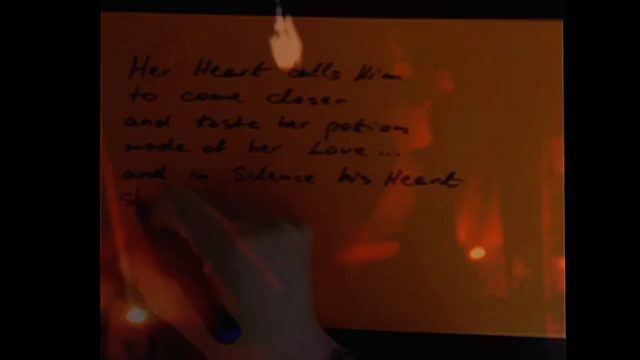 Her Heart calls Him
to come closer
and taste her potion
made of her Love ...
and in Silence his Heart
s